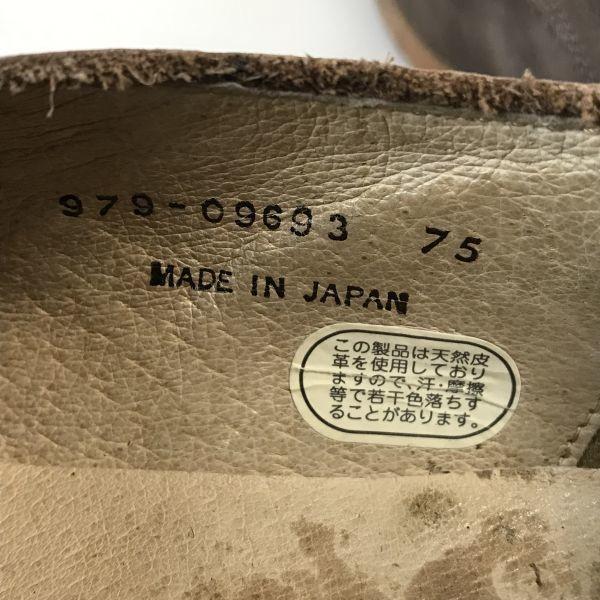 979-09693 75
MADE IN JAPAN
この製品は天然皮
革を使用しており
ますので、汗・摩擦
等で若干色落ちす
ることがあります。